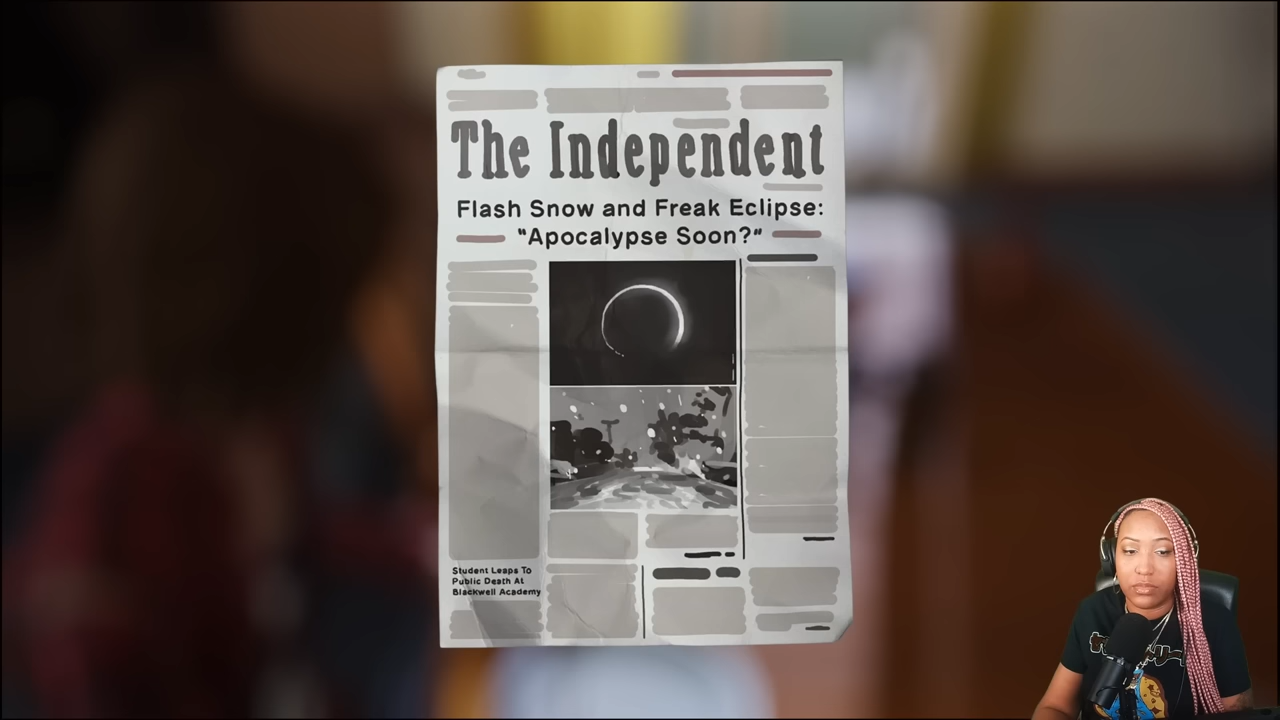 The Independent
Flash Snow and Freak Eclipse:
"Apocalypse Soon?"
Student Leaps To
Public Death At
Blackwell Academy